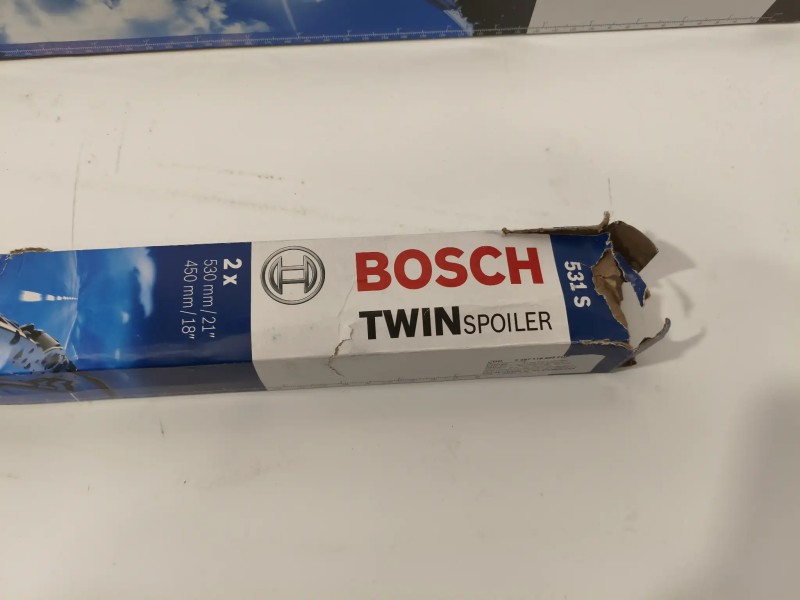 2 x
530 mm / 21"
450 mm / 18"
BOSCH
TWINSPOILER
531 S